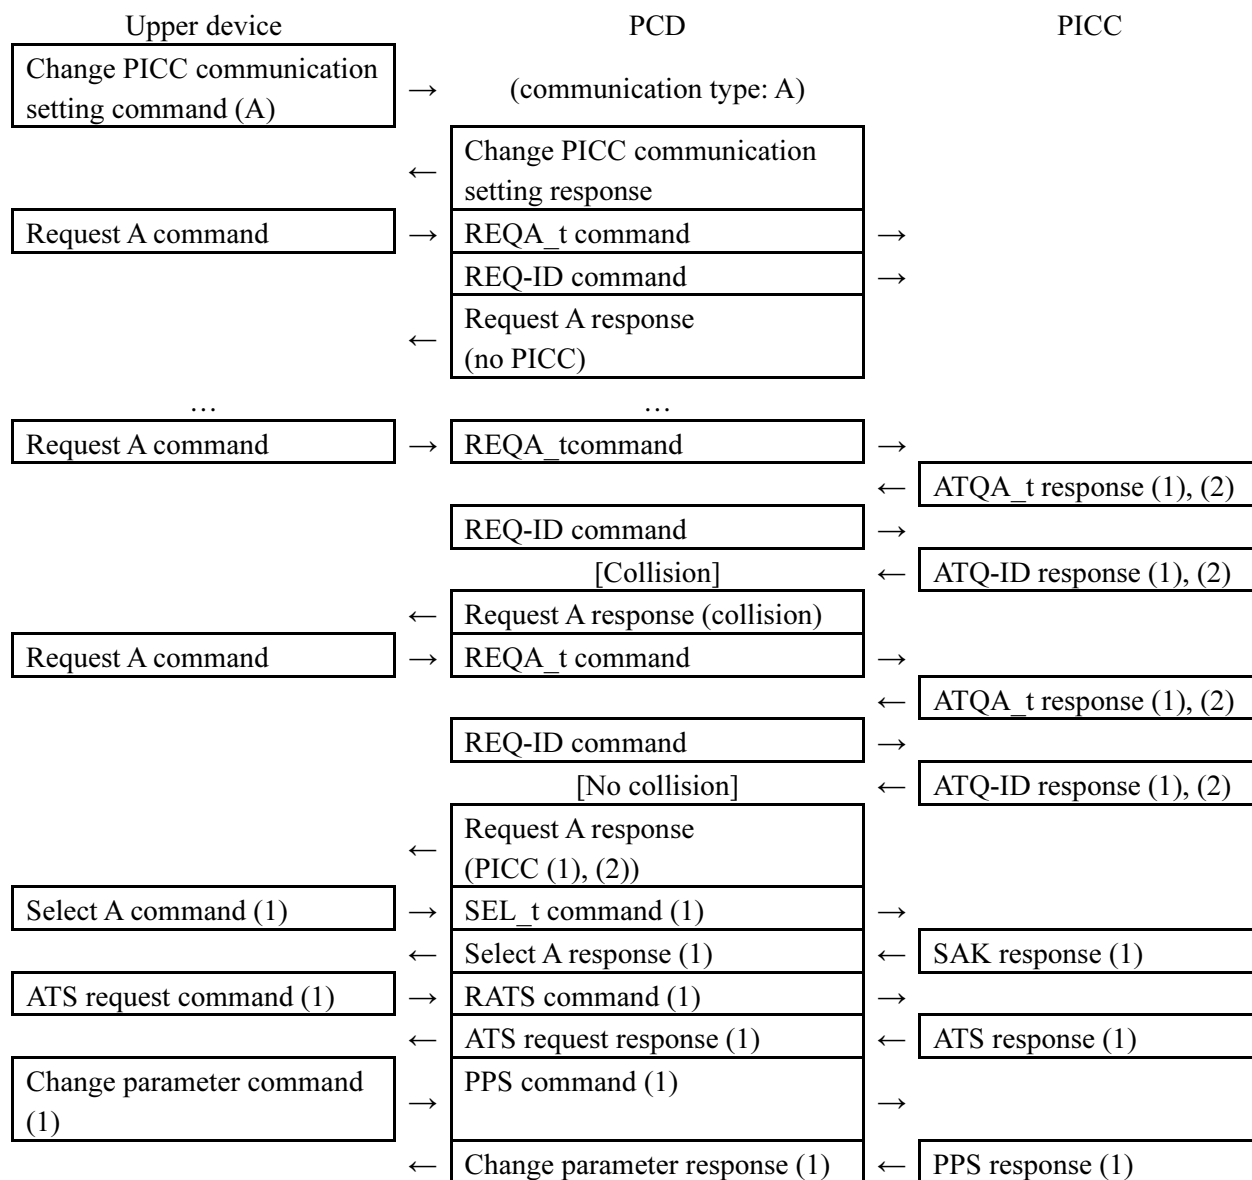 Upper device PCD PICC
Change PICC communication
setting command (A)
→ (communication type: A)
Change PICC communication
← setting response
Request A command → REQA_t command →
REQ-ID command →
Request A response
← (no PICC)
… …
Request A command → REQA_tcommand →
← ATQA_t response (1), (2)
REQ-ID command →
[Collision] ← ATQ-ID response (1), (2)
← Request A response (collision)
Request A command → REQA_t command →
← ATQA_t response (1), (2)
REQ-ID command →
[No collision] ← ATQ-ID response (1), (2)
Request A response
← (PICC (1), (2))
Select A command (1) → SEL_t command (1) →
← Select A response (1) ← SAK response (1)
ATS request command (1) → RATS command (1) →
← ATS request response (1) ← ATS response (1)
Change parameter command
(1)
→ PPS command (1) →
← Change parameter response (1) ← PPS response (1)